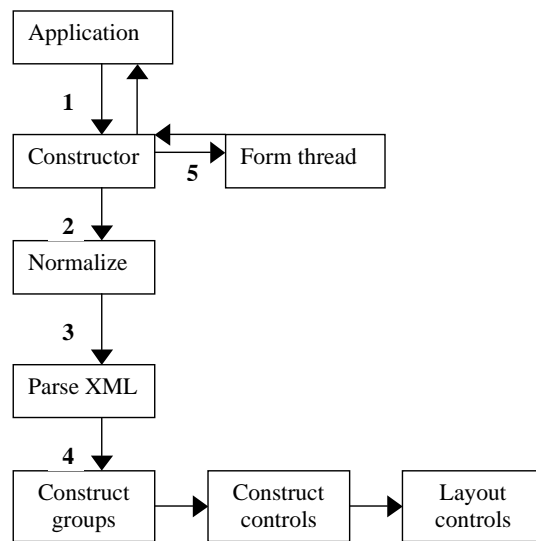 Application
1
Constructor
5
Form thread
2
Normalize
3
Parse XML
4
Construct
groups
Construct
controls
Layout
controls